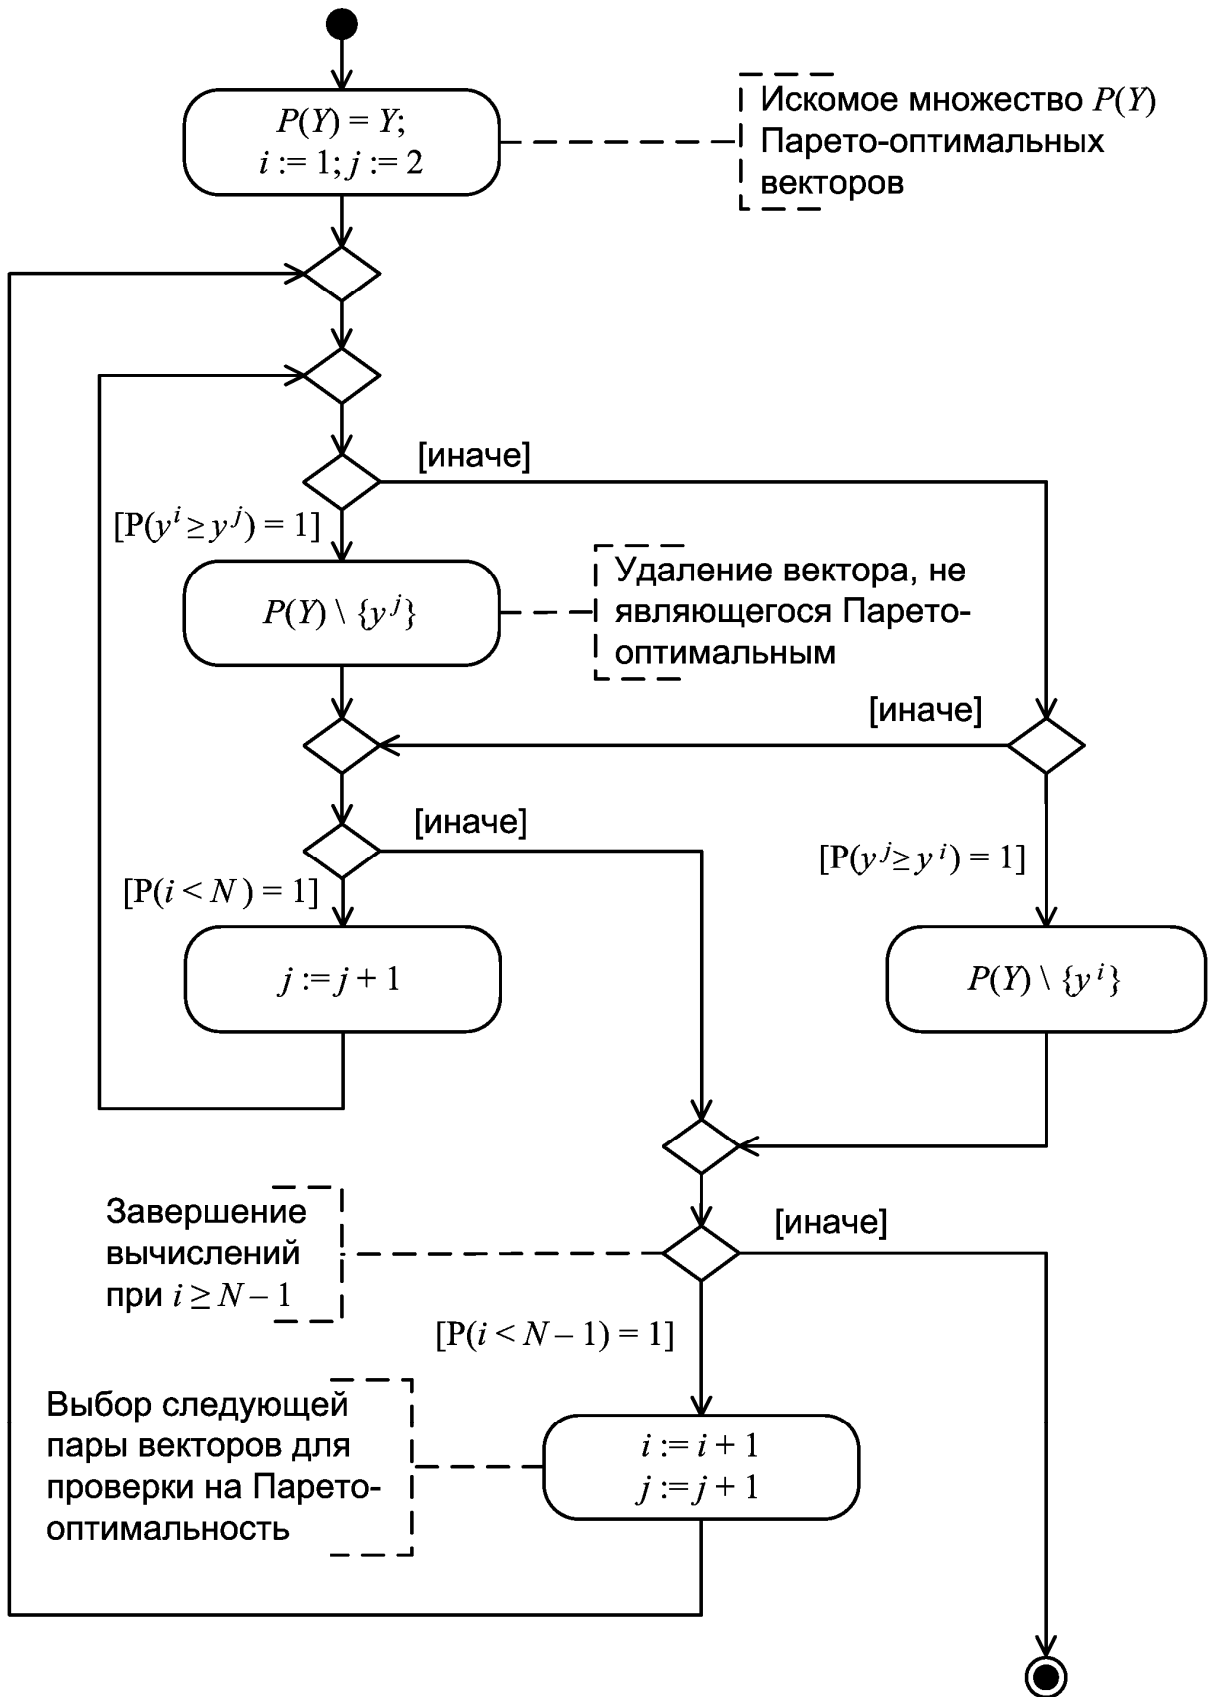 P(Y) = Y;
i := 1; j := 2
Искомое множество P(Y)
Парето-оптимальных
векторов
[иначе]
[P(y^i ≥ y^j) = 1]
P(Y) \ {y^j}
Удаление вектора, не
являющегося Парето-
оптимальным
[иначе]
[иначе]
[P(y^j ≥ y^i) = 1]
[P(i < N) = 1]
j := j + 1
P(Y) \ {y^i}
Завершение
вычислений
при i ≥ N – 1
[иначе]
[P(i < N – 1) = 1]
Выбор следующей
пары векторов для
проверки на Парето-
оптимальность
i := i + 1
j := j + 1